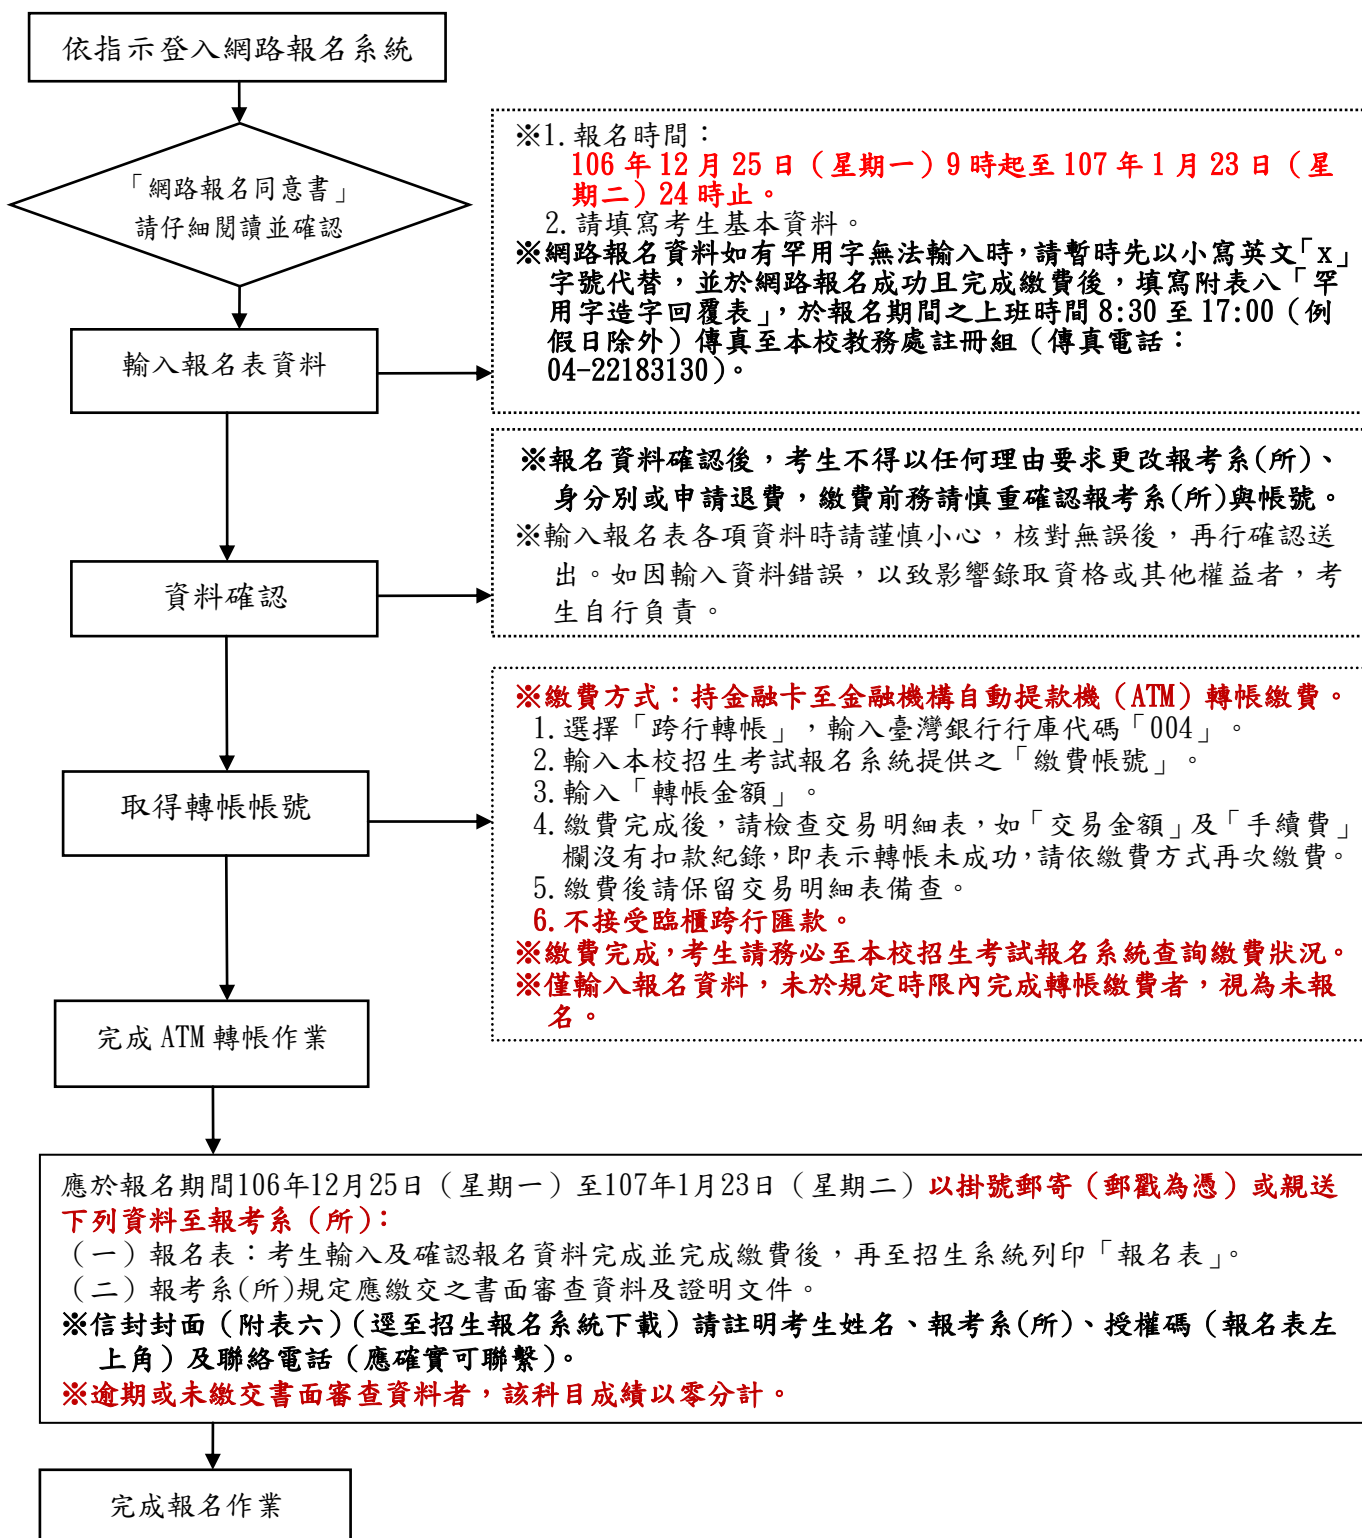 依指示登入網路報名系統
「網路報名同意書」
請仔細閱讀並確認
※1.報名時間：
106 年 12 月 25 日（星期一）9 時起至 107 年 1 月 23 日（星
期二）24 時止。
2.請填寫考生基本資料。
※網路報名資料如有罕用字無法輸入時，請暫時先以小寫英文「x」
字號代替，並於網路報名成功且完成繳費後，填寫附表八「罕
用字造字回覆表」，於報名期間之上班時間 8:30 至 17:00（例
假日除外）傳真至本校教務處註冊組（傳真電話：
04-22183130）。
輸入報名表資料
※報名資料確認後，考生不得以任何理由要求更改報考系(所)、
身分別或申請退費，繳費前務請慎重確認報考系(所)與帳號。
※輸入報名表各項資料時請謹慎小心，核對無誤後，再行確認送
出。如因輸入資料錯誤，以致影響錄取資格或其他權益者，考
生自行負責。
資料確認
※繳費方式：持金融卡至金融機構自動提款機（ATM）轉帳繳費。
1.選擇「跨行轉帳」，輸入臺灣銀行行庫代碼「004」。
2.輸入本校招生考試報名系統提供之「繳費帳號」。
3.輸入「轉帳金額」。
4.繳費完成後，請檢查交易明細表，如「交易金額」及「手續費」
欄沒有扣款紀錄，即表示轉帳未成功，請依繳費方式再次繳費。
5.繳費後請保留交易明細表備查。
6.不接受臨櫃跨行匯款。
※繳費完成，考生請務必至本校招生考試報名系統查詢繳費狀況。
※僅輸入報名資料，未於規定時限內完成轉帳繳費者，視為未報
名。
取得轉帳帳號
完成 ATM 轉帳作業
應於報名期間106年12月25日（星期一）至107年1月23日（星期二）以掛號郵寄（郵戳為憑）或親送
下列資料至報考系（所）：
（一）報名表：考生輸入及確認報名資料完成並完成繳費後，再至招生系統列印「報名表」。
（二）報考系(所)規定應繳交之書面審查資料及證明文件。
※信封封面（附表六）（逕至招生報名系統下載）請註明考生姓名、報考系(所)、授權碼（報名表左
上角）及聯絡電話（應確實可聯繫）。
※逾期或未繳交書面審查資料者，該科目成績以零分計。
完成報名作業